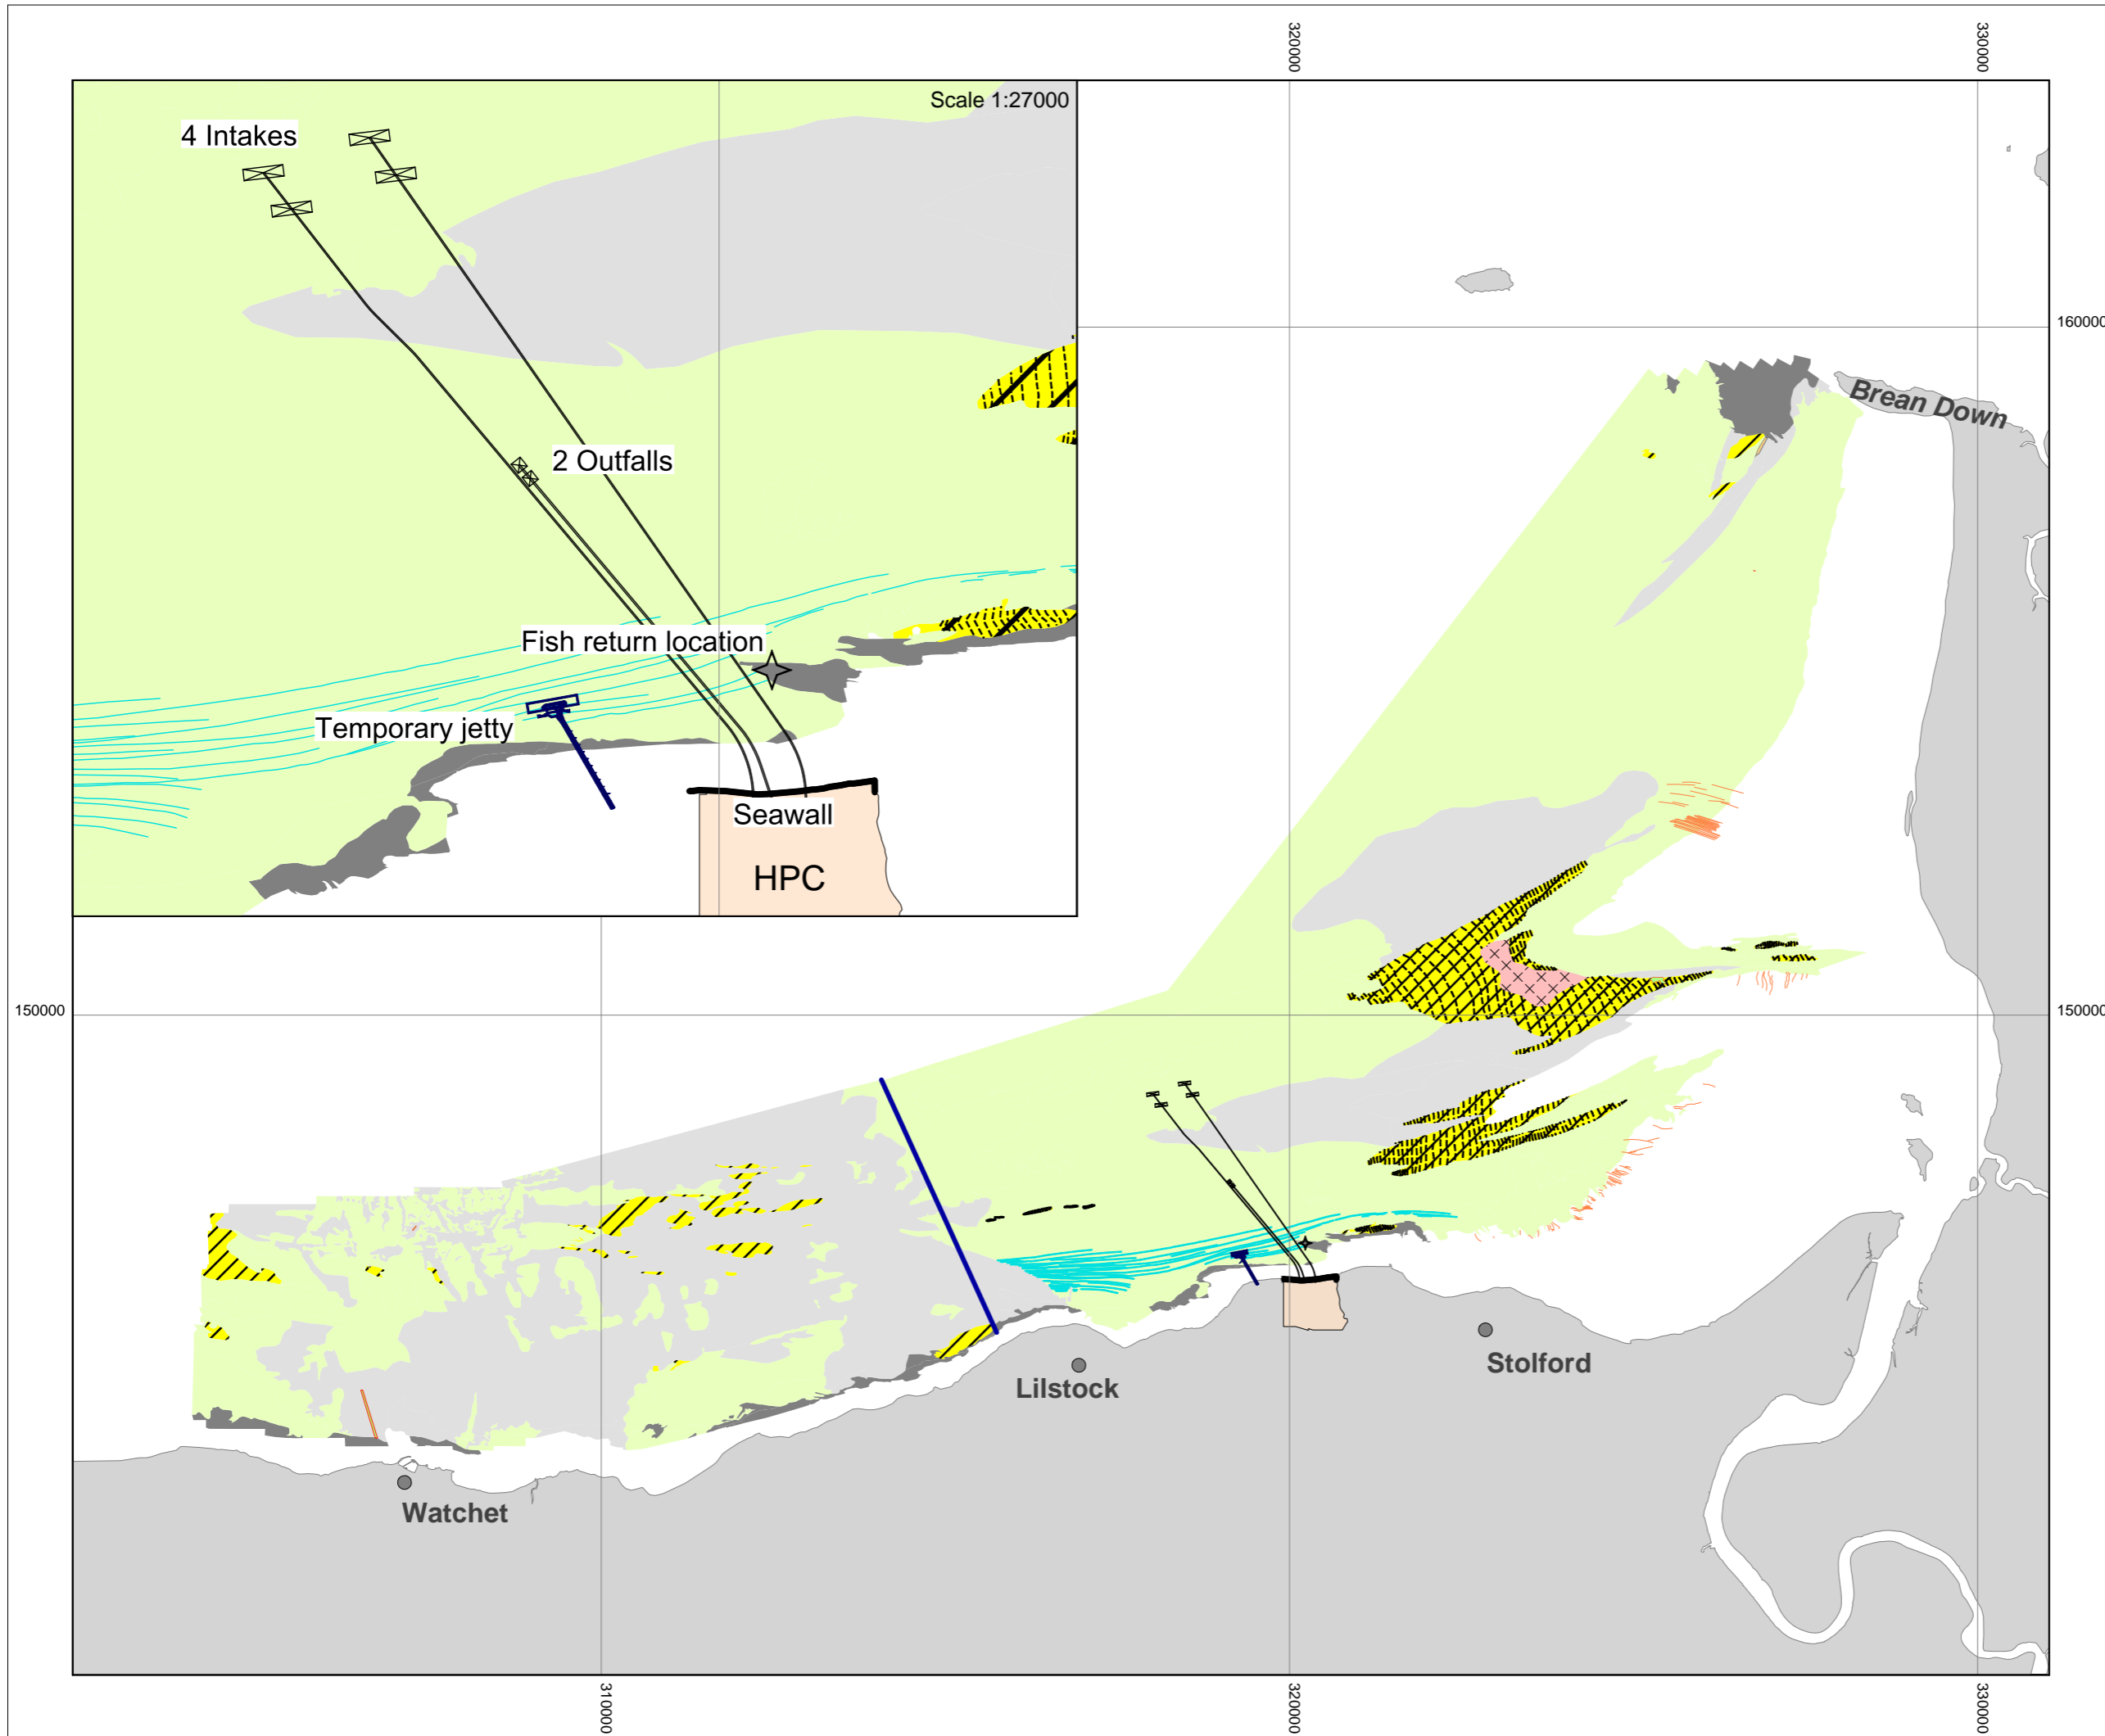 320000
330000
Scale 1:27000
4 Intakes
160000
Brean Down
2 Outfalls
Fish return location
Temporary jetty
Seawall
HPC
150000
150000
Stolford
Lilstock
Watchet
310000
320000
330000